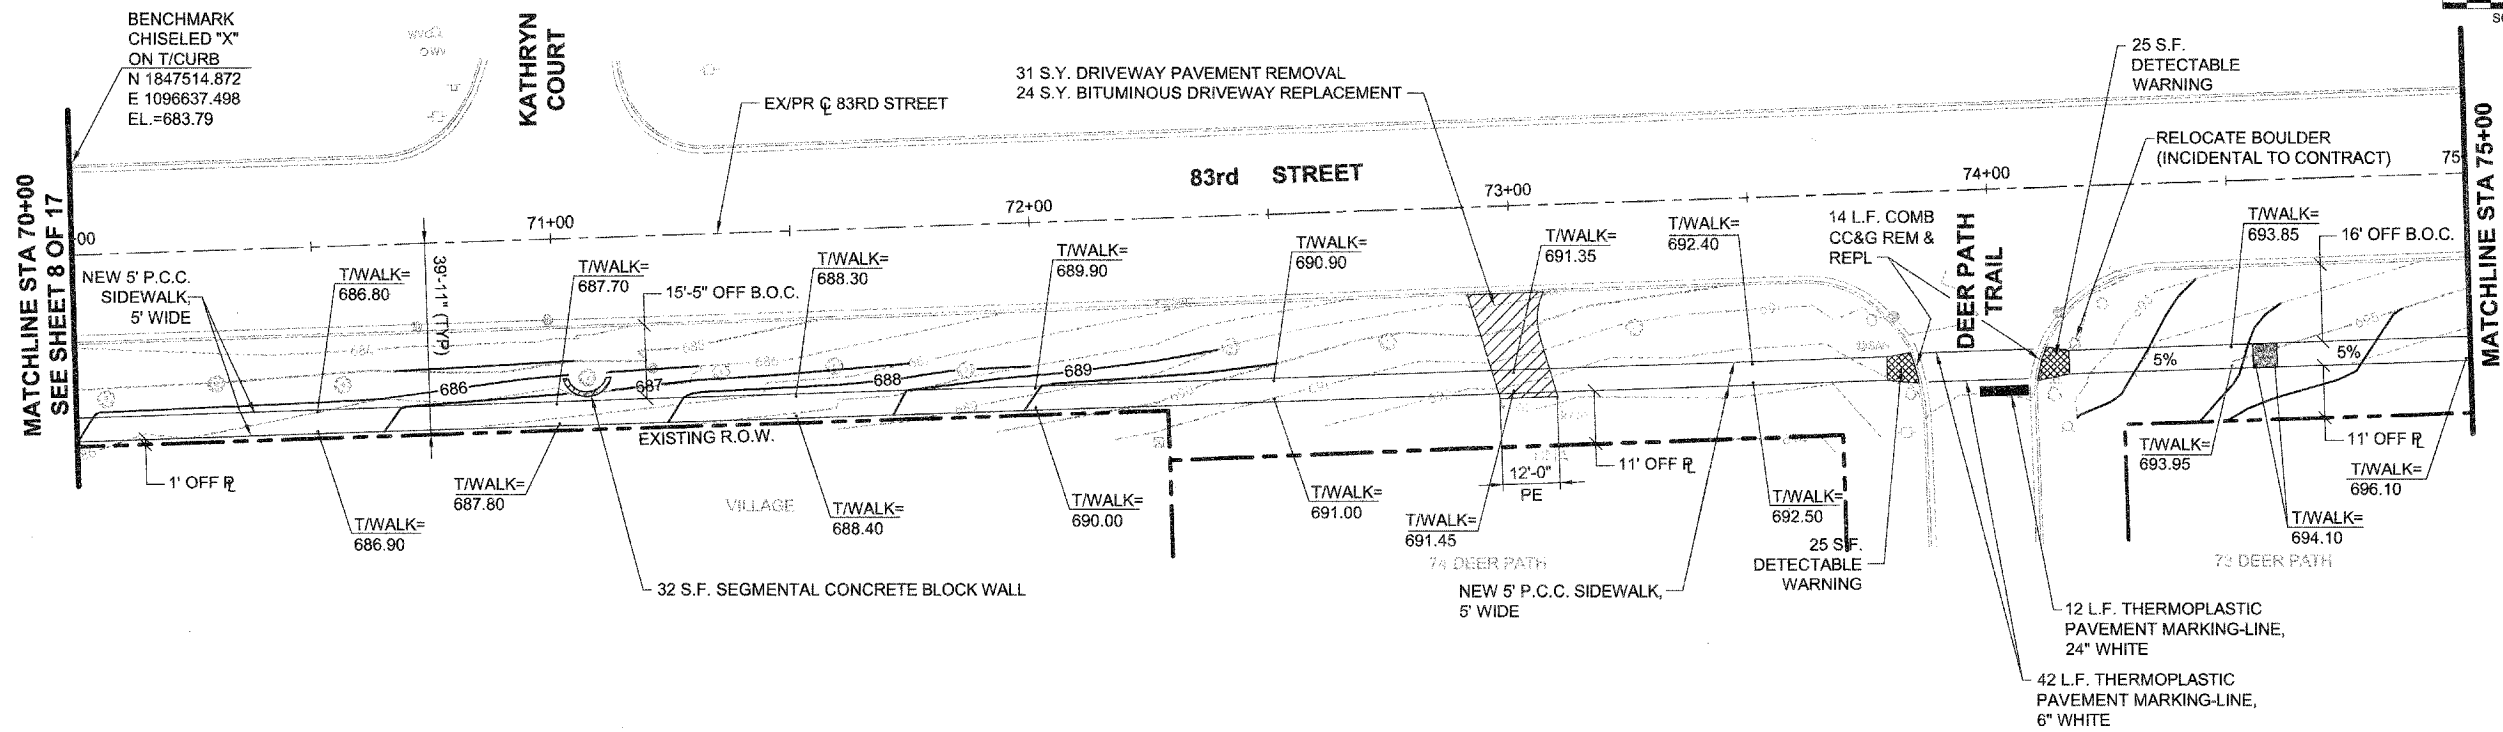 BENCHMARK
CHISELED "X"
ON T/CURB
N 1847514.872
E 1096637.498
EL.=683.79
KATHRYN
COURT
EX/PR ℄ 83RD STREET
31 S.Y. DRIVEWAY PAVEMENT REMOVAL
24 S.Y. BITUMINOUS DRIVEWAY REPLACEMENT
25 S.F.
DETECTABLE
WARNING
RELOCATE BOULDER
(INCIDENTAL TO CONTRACT)
MATCHLINE STA 70+00
SEE SHEET 8 OF 17
MATCHLINE STA 75+00
83rd STREET
00
71+00
72+00
73+00
74+00
75
NEW 5' P.C.C.
SIDEWALK,
5' WIDE
T/WALK=
686.80
39'-11" (TYP)
T/WALK=
687.70
15'-5" OFF B.O.C.
T/WALK=
688.30
T/WALK=
689.90
T/WALK=
690.90
T/WALK=
691.35
T/WALK=
692.40
14 L.F. COMB
CC&G REM &
REPL
DEER PATH
TRAIL
T/WALK=
693.85
16' OFF B.O.C.
686
687
688
689
5%
5%
EXISTING R.O.W.
1' OFF PL
T/WALK=
686.90
T/WALK=
687.80
VILLAGE
T/WALK=
688.40
T/WALK=
690.00
T/WALK=
691.00
T/WALK=
691.45
12'-0"
PE
11' OFF PL
T/WALK=
692.50
74 DEER PATH
25 S.F.
DETECTABLE
WARNING
T/WALK=
693.95
11' OFF PL
T/WALK=
696.10
T/WALK=
694.10
73 DEER PATH
32 S.F. SEGMENTAL CONCRETE BLOCK WALL
NEW 5' P.C.C. SIDEWALK,
5' WIDE
12 L.F. THERMOPLASTIC
PAVEMENT MARKING-LINE,
24" WHITE
42 L.F. THERMOPLASTIC
PAVEMENT MARKING-LINE,
6" WHITE